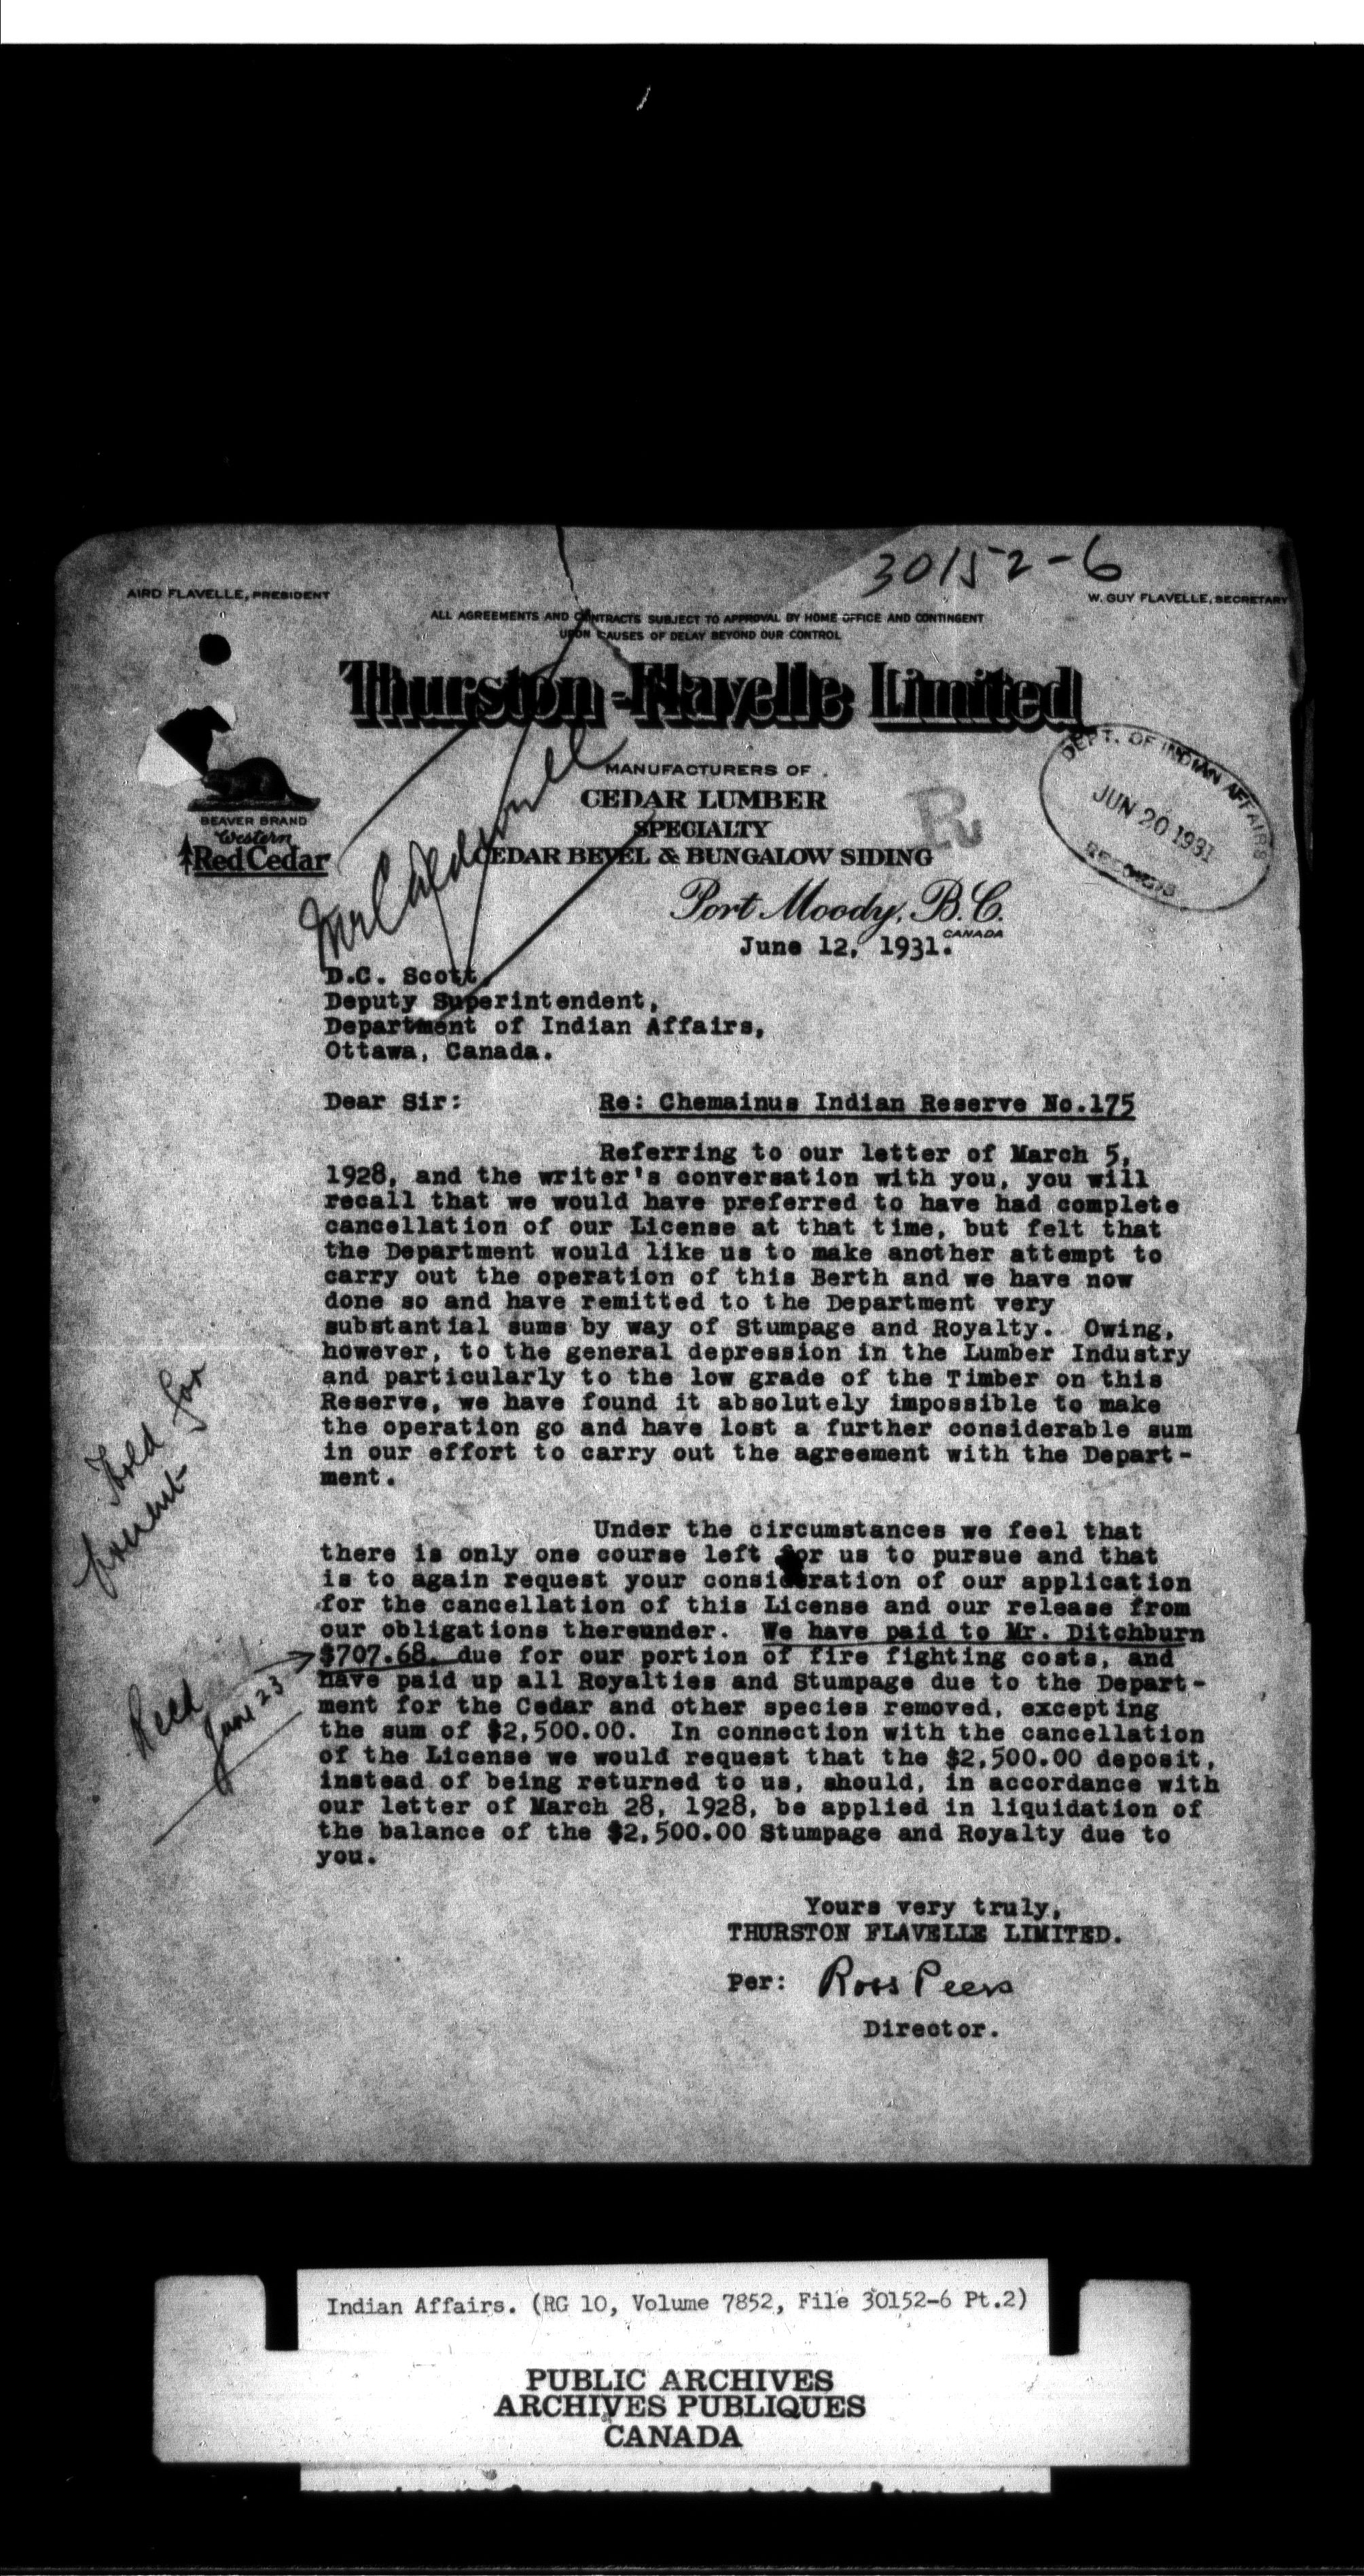 30152-6
AIRD FLAVELLE, PRESIDENT
W. GUY FLAVELLE, SECRETARY
ALL AGREEMENTS AND CONTRACTS SUBJECT TO APPROVAL BY HOME OFFICE AND CONTINGENT
UPON CAUSES OF DELAY BEYOND OUR CONTROL
Thurston-Flavelle Limited
BEAVER BRAND
Western
Red Cedar
MANUFACTURERS OF
CEDAR LUMBER
SPECIALTY
CEDAR BEVEL & BUNGALOW SIDING
R
DEPT. OF INDIAN AFFAIRS
JUN 20 1931
RECORDS
Port Moody, B.C.
CANADA
June 12, 1931.
Mr Caldwell
D.C. Scott,
Deputy Superintendent,
Department of Indian Affairs,
Ottawa, Canada.
Dear Sir:
Re: Chemainus Indian Reserve No.175
Referring to our letter of March 5,
1928, and the writer's conversation with you, you will
recall that we would have preferred to have had complete
cancellation of our License at that time, but felt that
the Department would like us to make another attempt to
carry out the operation of this Berth and we have now
done so and have remitted to the Department very
substantial sums by way of Stumpage and Royalty. Owing,
however, to the general depression in the Lumber Industry
and particularly to the low grade of the Timber on this
Reserve, we have found it absolutely impossible to make
the operation go and have lost a further considerable sum
in our effort to carry out the agreement with the Depart-
ment.
Hold for
present
Under the circumstances we feel that
there is only one course left for us to pursue and that
is to again request your consideration of our application
for the cancellation of this License and our release from
our obligations thereunder. We have paid to Mr. Ditchburn
$707.68, due for our portion of fire fighting costs, and
have paid up all Royalties and Stumpage due to the Depart-
ment for the Cedar and other species removed, excepting
the sum of $2,500.00. In connection with the cancellation
of the License we would request that the $2,500.00 deposit,
instead of being returned to us, should, in accordance with
our letter of March 28, 1928, be applied in liquidation of
the balance of the $2,500.00 Stumpage and Royalty due to
you.
Recd
June 23
Yours very truly,
THURSTON FLAVELLE LIMITED.
Per: Ross Peers
Director.
Indian Affairs. (RG 10, Volume 7852, File 30152-6 Pt.2)
PUBLIC ARCHIVES
ARCHIVES PUBLIQUES
CANADA